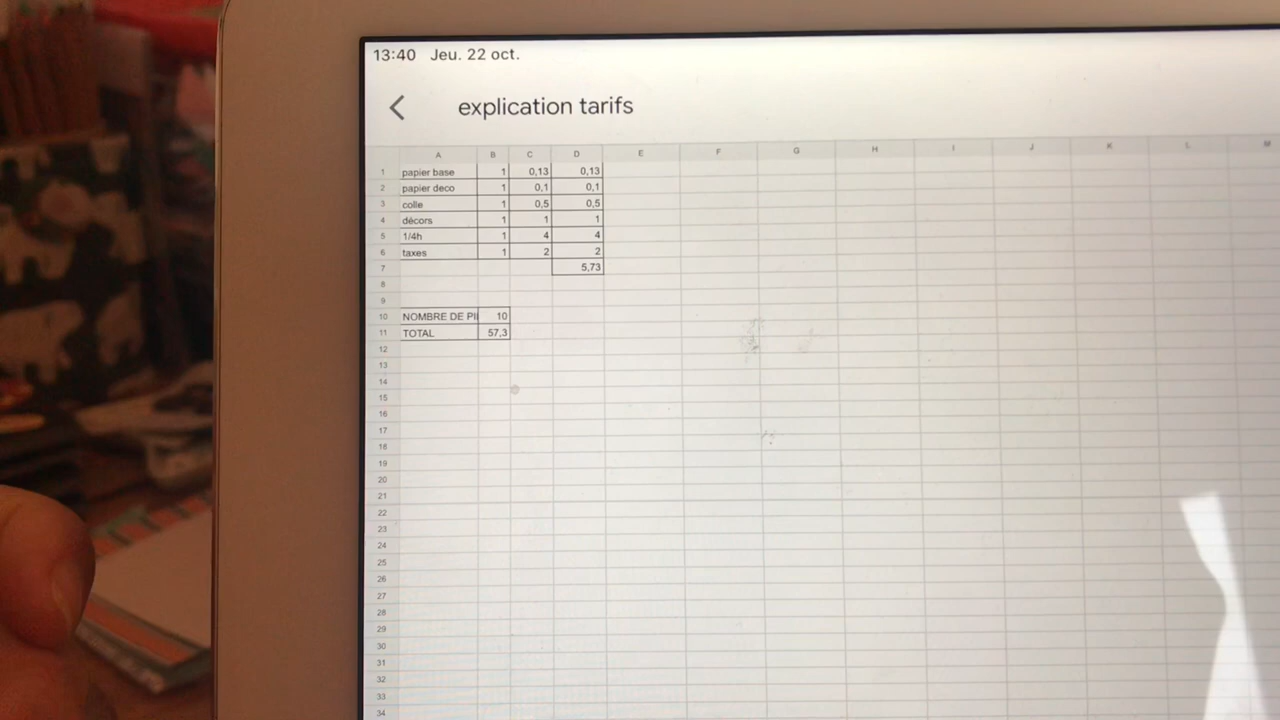 13:40 Jeu. 22 oct.
explication tarifs
A B C D E F G H I J K L M
1 papier base 1 0,13 0,13
2 papier deco 1 0,1 0,1
3 colle 1 0,5 0,5
4 décors 1 1 1
5 1/4h 1 4 4
6 taxes 1 2 2
7 5,73
8
9
10 NOMBRE DE PI 10
11 TOTAL 57,3
12
13
14
15
16
17
18
19
20
21
22
23
24
25
26
27
28
29
30
31
32
33
34